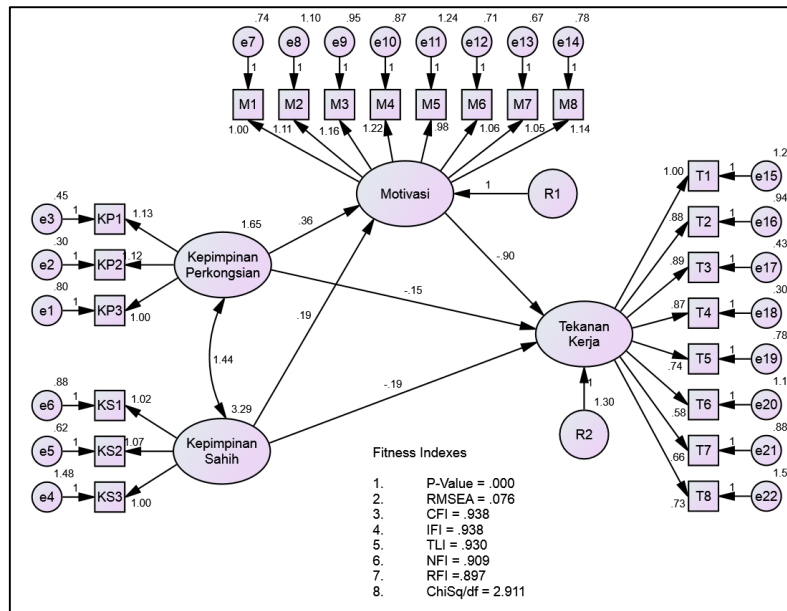 .74 1.10 .95 .87 1.24 .71 .67 .78
e7 e8 e9 e10 e11 e12 e13 e14
1 1 1 1 1 1 1 1
M1 M2 M3 M4 M5 M6 M7 M8
1.00 1.11 1.16 1.22 .98 1.06 1.05 1.14
Motivasi
1
R1
.45
e3 1 KP1 1.13
.30
e2 1 KP2 1.12
.80
e1 1 KP3 1.00
1.65
Kepimpinan
Perkongsian
.36
-.90
-.15
.19
1.44
-.19
.88
e6 1 KS1 1.02
.62
e5 1 KS2 1.07
1.48
e4 1 KS3 1.00
3.29
Kepimpinan
Sahih
Tekanan
Kerja
1
1.30
R2
1.00 T1 1 e15 1.2
.88 T2 1 e16 .94
.89 T3 1 e17 .43
.87 T4 1 e18 .30
.74 T5 1 e19 .78
.58 T6 1 e20 1.1
.66 T7 1 e21 .88
.73 T8 1 e22 1.5
Fitness Indexes
1. P-Value = .000
2. RMSEA = .076
3. CFI = .938
4. IFI = .938
5. TLI = .930
6. NFI = .909
7. RFI =.897
8. ChiSq/df = 2.911